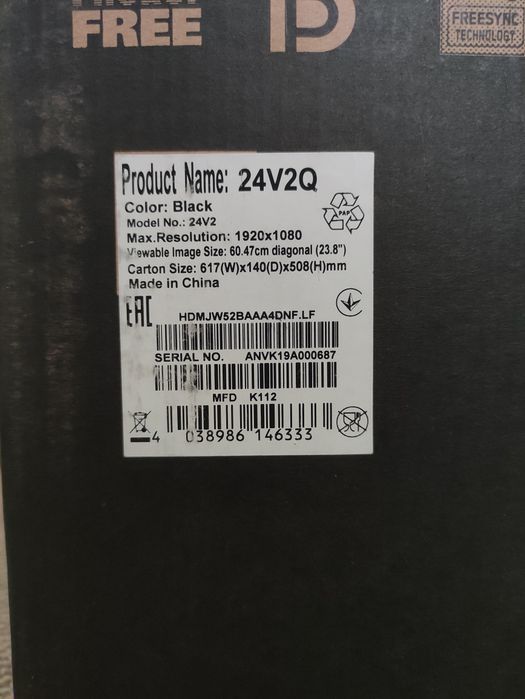 FREE
FREESYNC
TECHNOLOGY
Product Name: 24V2Q
Color: Black
Model No.: 24V2
Max.Resolution: 1920x1080
Viewable Image Size: 60.47cm diagonal (23.8")
Carton Size: 617(W)x140(D)x508(H)mm
Made in China
PAP
EAC
HDMJW52BAAA4DNF.LF
SERIAL NO. ANVK19A000687
MFD K112
4 038986 146333